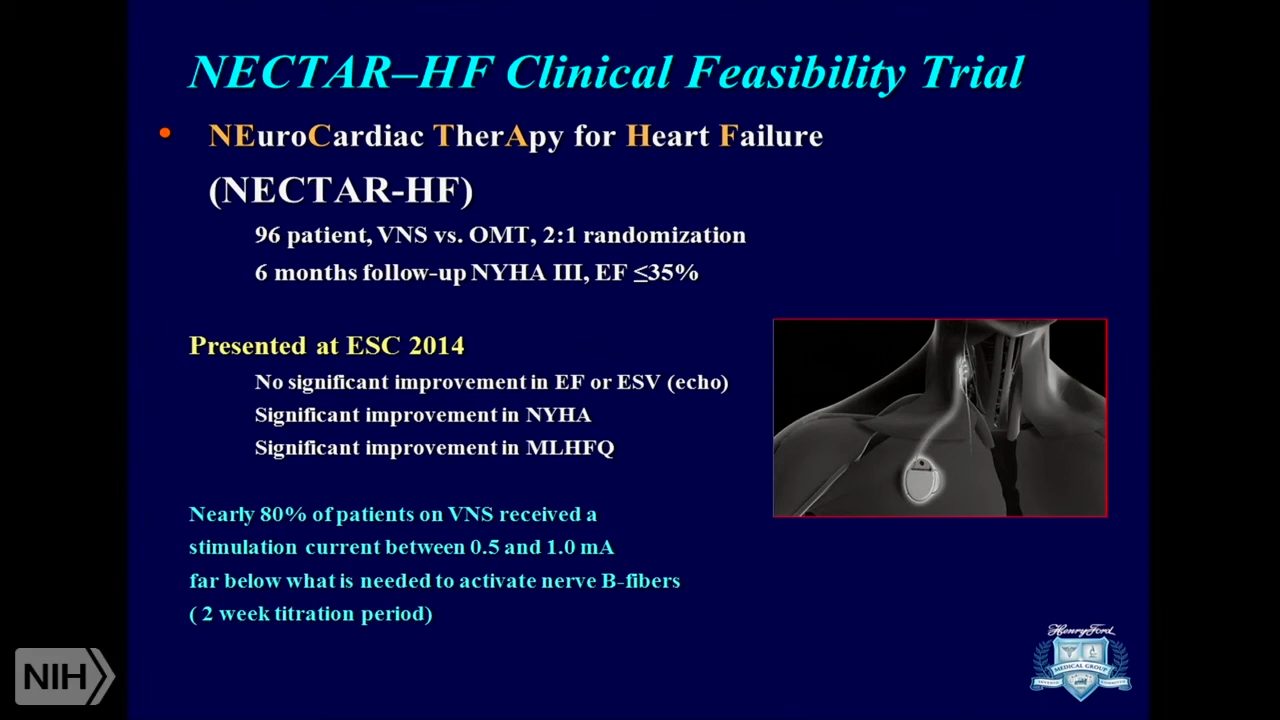 NECTAR–HF Clinical Feasibility Trial
• NEuroCardiac TherApy for Heart Failure
(NECTAR-HF)
96 patient, VNS vs. OMT, 2:1 randomization
6 months follow-up NYHA III, EF ≤35%
Presented at ESC 2014
No significant improvement in EF or ESV (echo)
Significant improvement in NYHA
Significant improvement in MLHFQ
Nearly 80% of patients on VNS received a
stimulation current between 0.5 and 1.0 mA
far below what is needed to activate nerve B-fibers
( 2 week titration period)
NIH
Henry Ford
MEDICAL GROUP